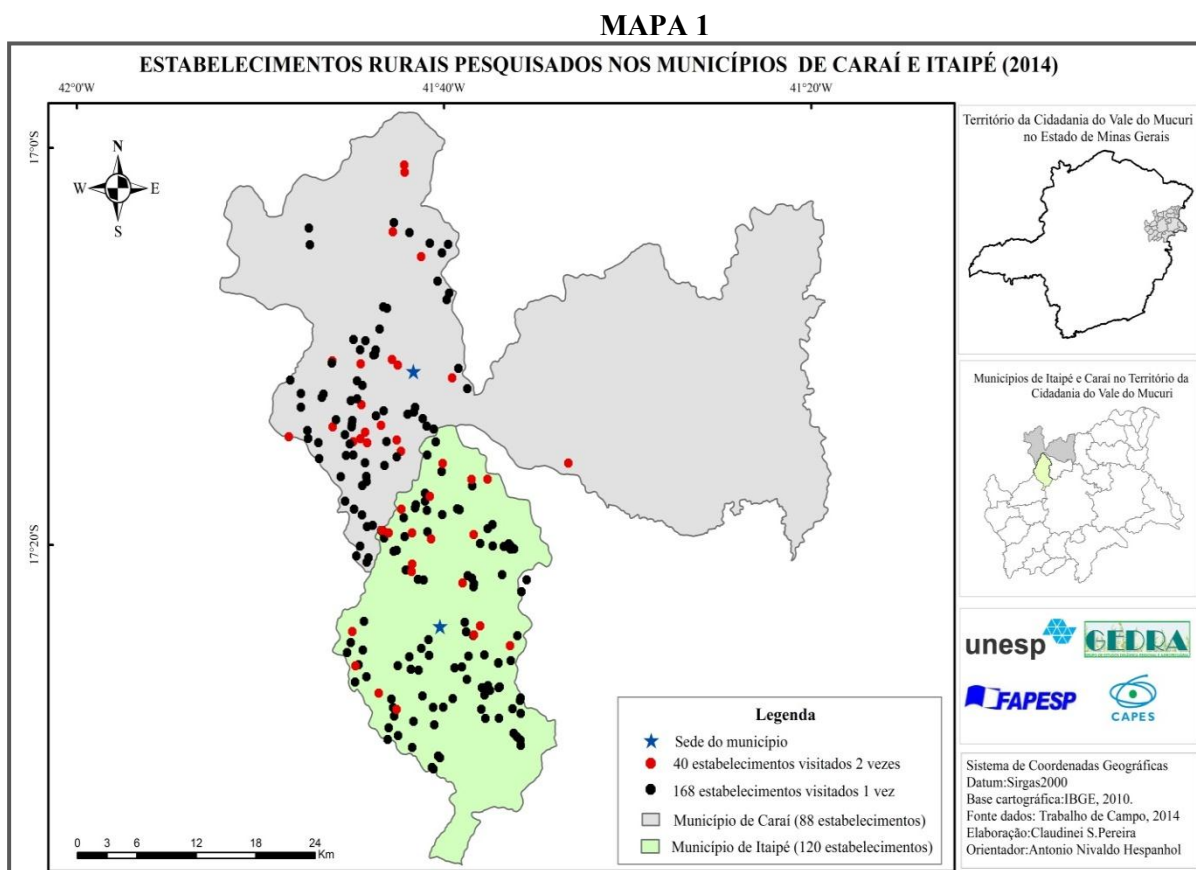 MAPA 1
ESTABELECIMENTOS RURAIS PESQUISADOS NOS MUNICÍPIOS DE CARAÍ E ITAIPÉ (2014)
42°0'W
41°40'W
41°20'W
17°0'S
17°20'S
N
W
E
S
Território da Cidadania do Vale do Mucuri
no Estado de Minas Gerais
Municípios de Itaipé e Caraí no Território da
Cidadania do Vale do Mucuri
Legenda
Sede do município
40 estabelecimentos visitados 2 vezes
168 estabelecimentos visitados 1 vez
Município de Caraí (88 estabelecimentos)
Município de Itaipé (120 estabelecimentos)
0 3 6 12 18 24
Km
unesp
GEDRA
FAPESP
CAPES
Sistema de Coordenadas Geográficas
Datum:Sirgas2000
Base cartográfica:IBGE, 2010.
Fonte dados: Trabalho de Campo, 2014
Elaboração:Claudinei S.Pereira
Orientador:Antonio Nivaldo Hespanhol